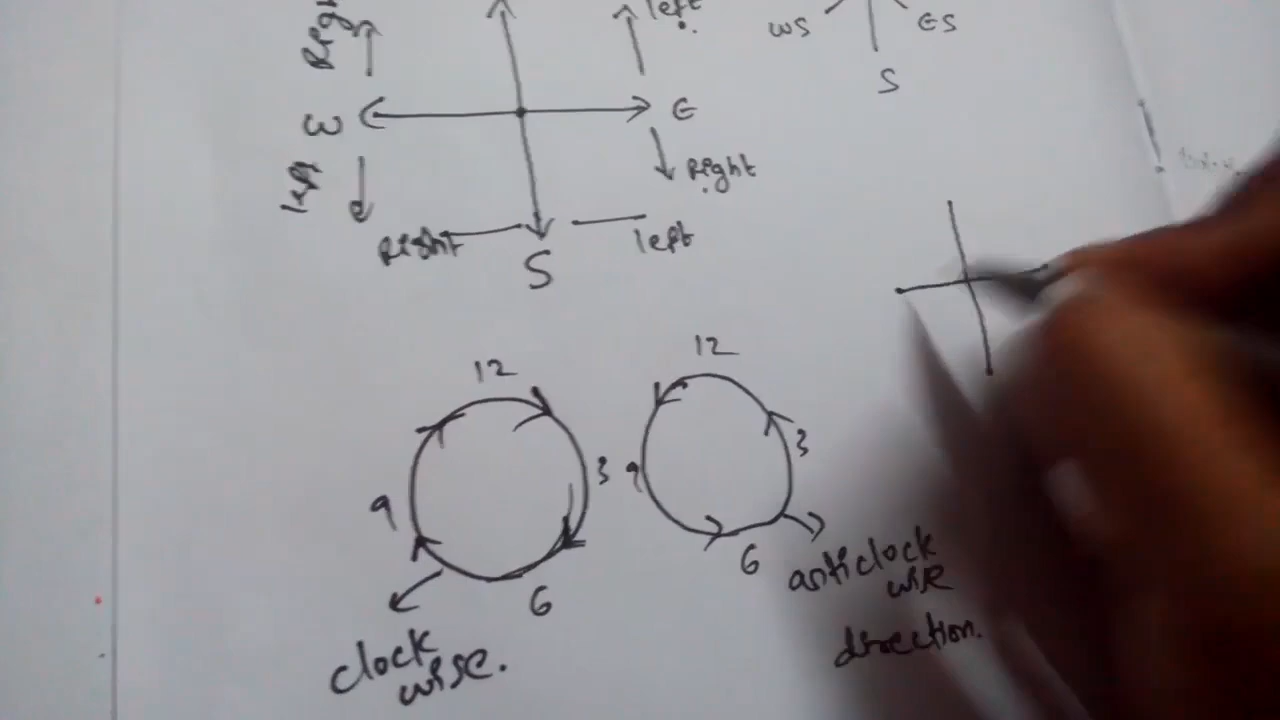 left
WS
ES
S
W
E
left
Right
Right
left
S
12
12
9
3
9
3
6
6
anticlock
wise
direction.
clock
wise.